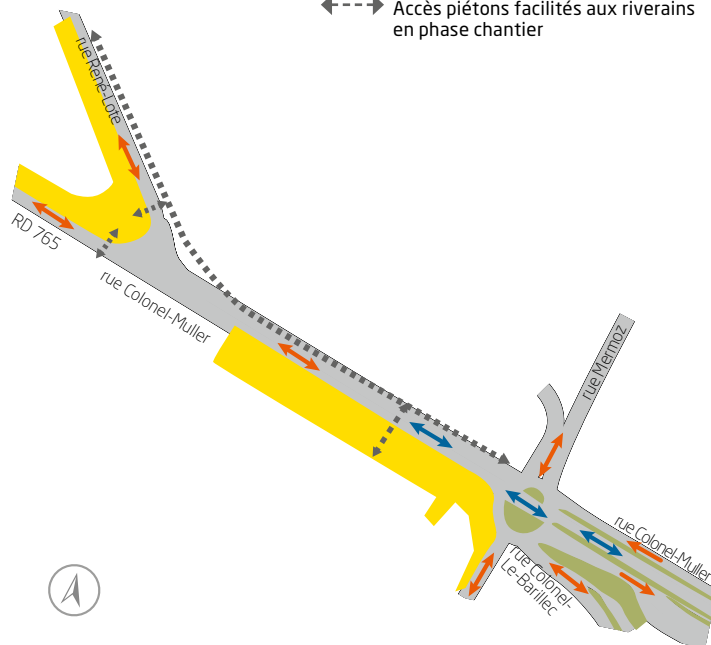 Accès piétons facilités aux riverains
en phase chantier
rue René-Lote
RD 765
rue Colonel-Muller
rue Mermoz
rue Colonel-Muller
rue Colonel-
Le-Barillec